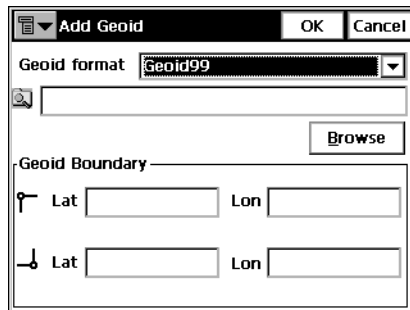 Add Geoid OK Cancel
Geoid format Geoid99
Browse
Geoid Boundary
Lat Lon
Lat Lon